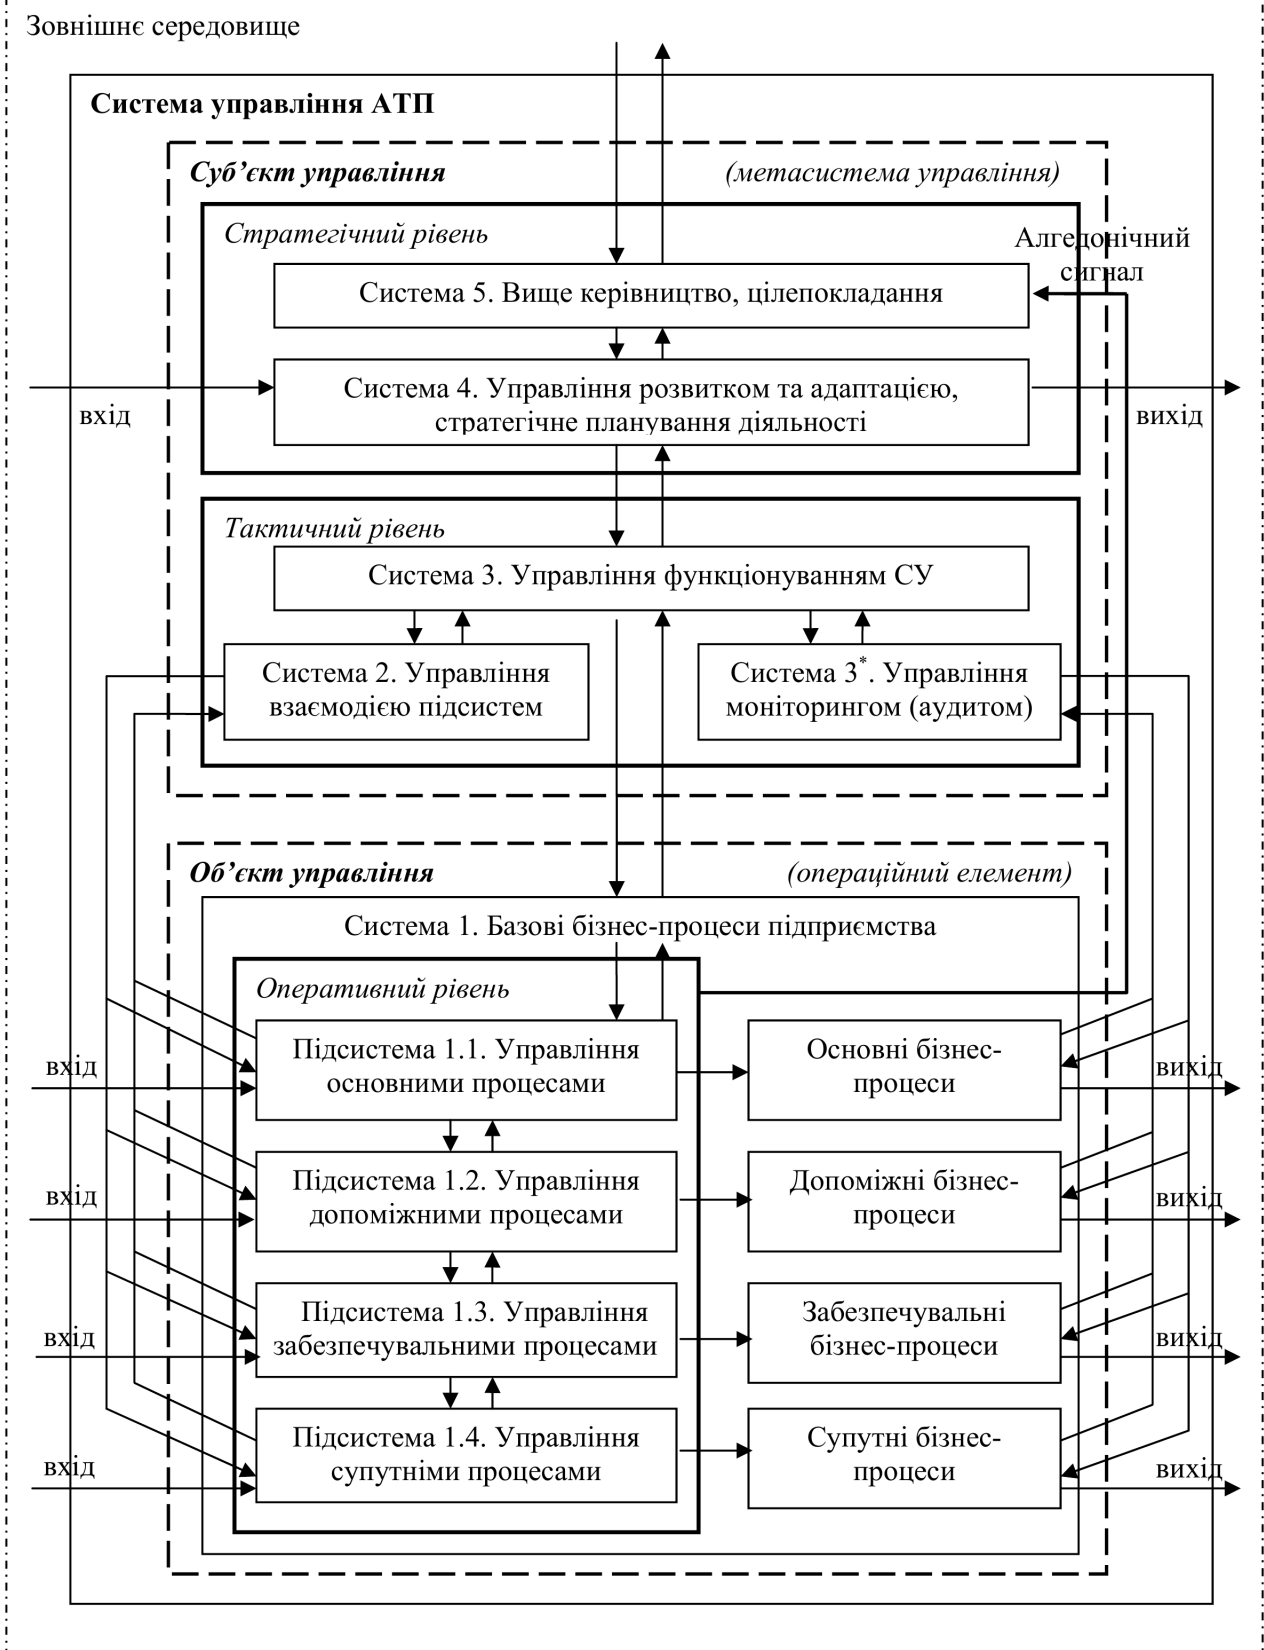 Зовнішнє середовище
Система управління АТП
Суб’єкт управління (метасистема управління)
Стратегічний рівень
Алгедонічний
сигнал
Система 5. Вище керівництво, цілепокладання
Система 4. Управління розвитком та адаптацією,
стратегічне планування діяльності
вхід
вихід
Тактичний рівень
Система 3. Управління функціонуванням СУ
Система 2. Управління
взаємодією підсистем
Система 3*. Управління
моніторингом (аудитом)
Об’єкт управління (операційний елемент)
Система 1. Базові бізнес-процеси підприємства
Оперативний рівень
вхід
Підсистема 1.1. Управління
основними процесами
Основні бізнес-
процеси
вихід
вхід
Підсистема 1.2. Управління
допоміжними процесами
Допоміжні бізнес-
процеси
вихід
вхід
Підсистема 1.3. Управління
забезпечувальними процесами
Забезпечувальні
бізнес-процеси
вихід
вхід
Підсистема 1.4. Управління
супутніми процесами
Супутні бізнес-
процеси
вихід